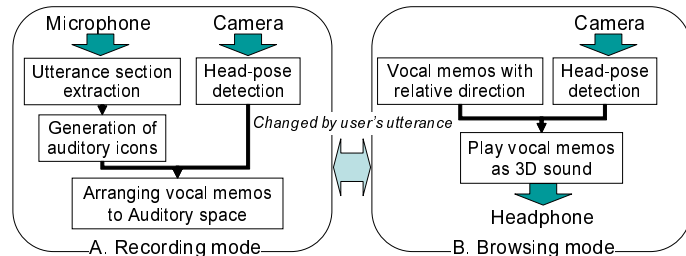 Microphone
Camera
Utterance section
extraction
Head-pose
detection
Generation of
auditory icons
Arranging vocal memos
to Auditory space
A. Recording mode
Changed by user's utterance
Camera
Vocal memos with
relative direction
Head-pose
detection
Play vocal memos
as 3D sound
Headphone
B. Browsing mode